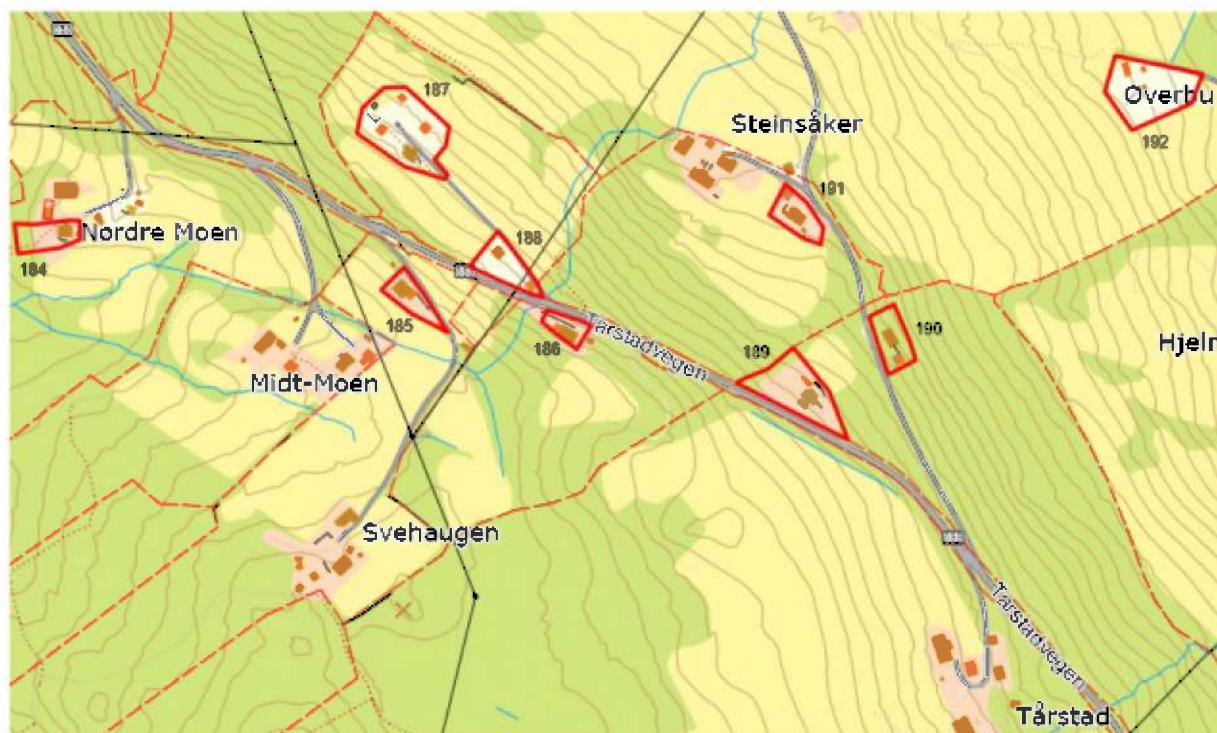 187
Steinsåker
Overbu
192
191
Nordre Moen
188
184
185
186
Tårstadvegen
189
190
Hjelm
Midt-Moen
Svehaugen
Tårstadvegen
Tårstad